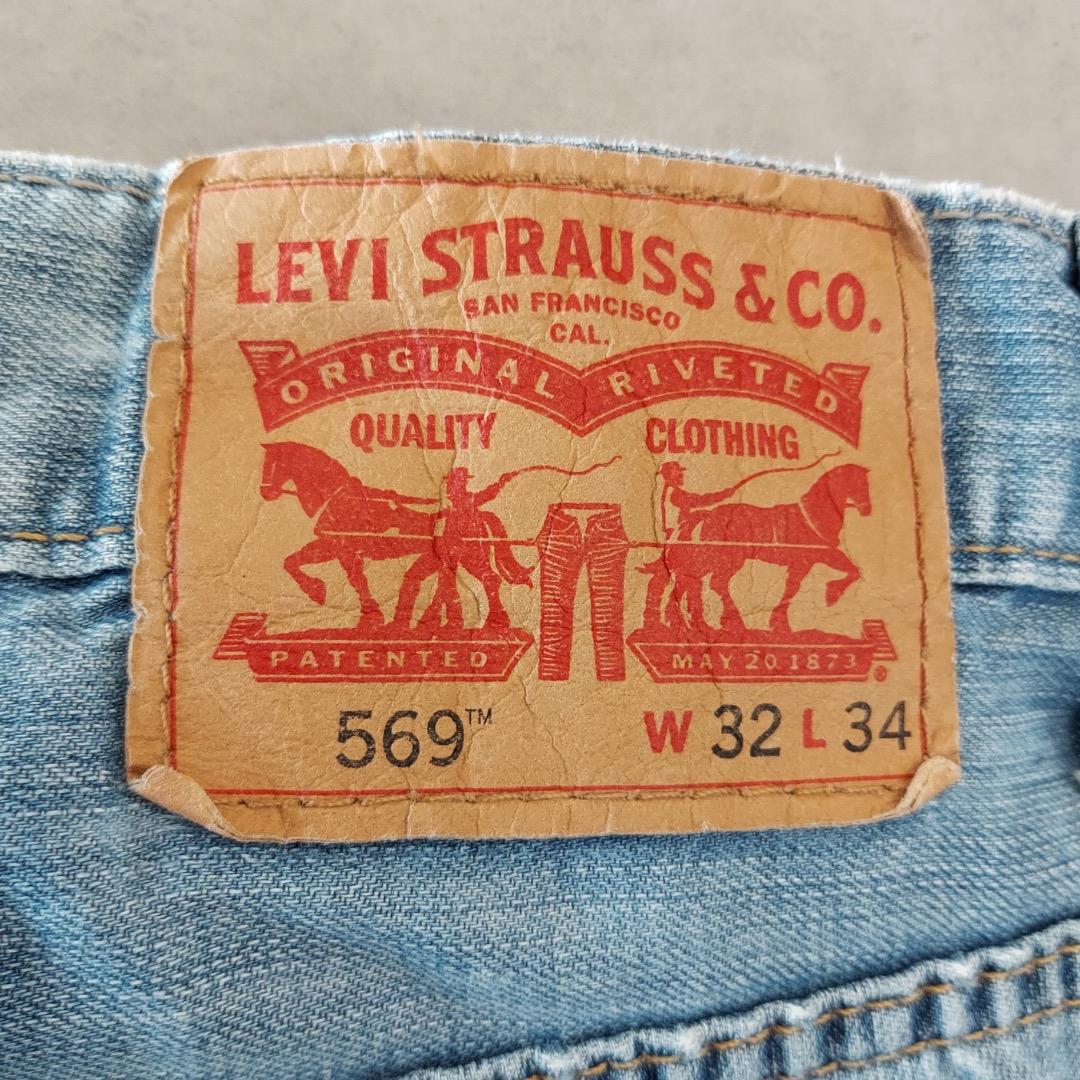 LEVI STRAUSS & CO.
SAN FRANCISCO
CAL.
ORIGINAL RIVETED
QUALITY CLOTHING
PATENTED MAY 20 1873 ®
569™ W 32 L 34